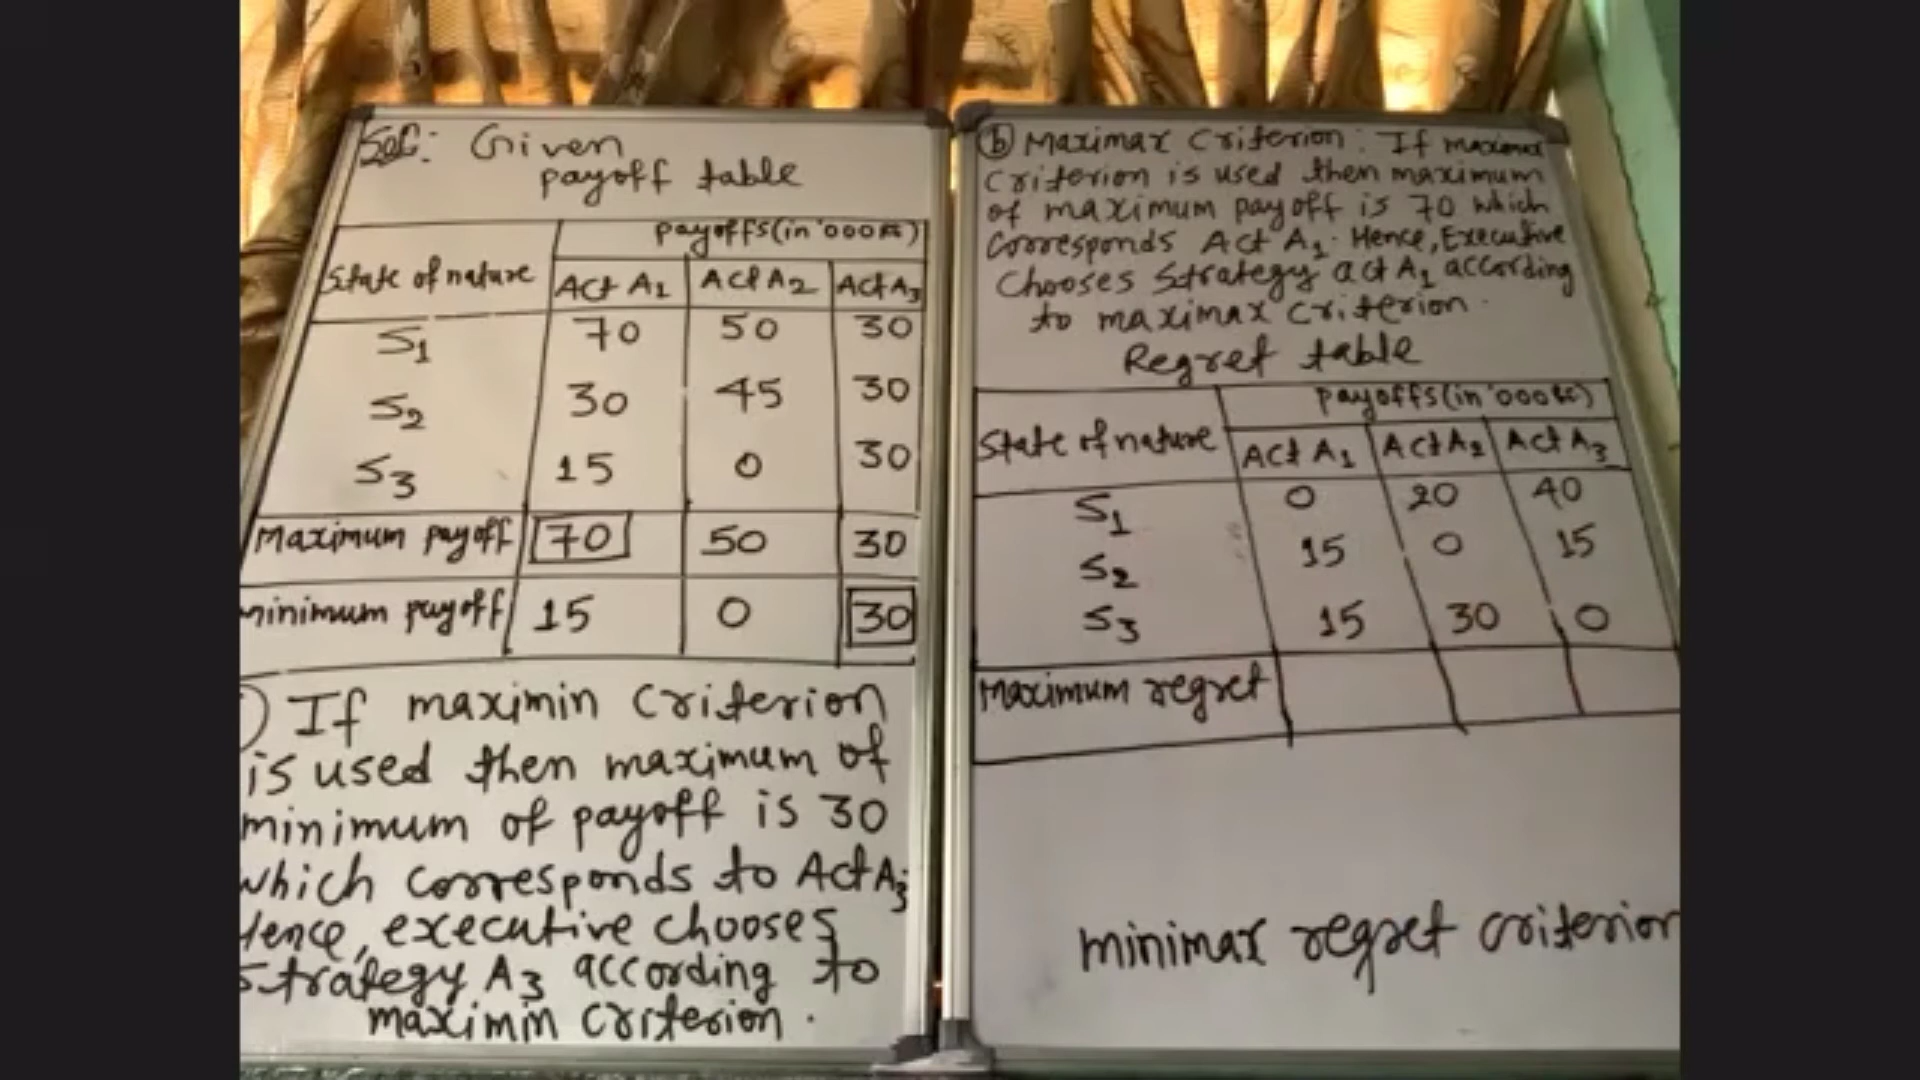 Sol: Given
payoff table
payoffs (in '000 Rs)
State of nature Act A1 Act A2 Act A3
S1 70 50 30
S2 30 45 30
S3 15 0 30
Maximum payoff 70 50 30
minimum payoff 15 0 30
) If maximin criterion
is used then maximum of
minimum of payoff is 30
which corresponds to Act A3
Hence, executive chooses
strategy A3 according to
maximin criterion.
(b) Maximax Criterion: If maximax
criterion is used then maximum
of maximum payoff is 70 which
corresponds Act A1. Hence, Executive
chooses strategy act A1 according
to maximax criterion.
Regret table
payoffs (in '000 Rs)
State of nature Act A1 Act A2 Act A3
S1 0 20 40
S2 15 0 15
S3 15 30 0
Maximum regret
minimax regret criterion